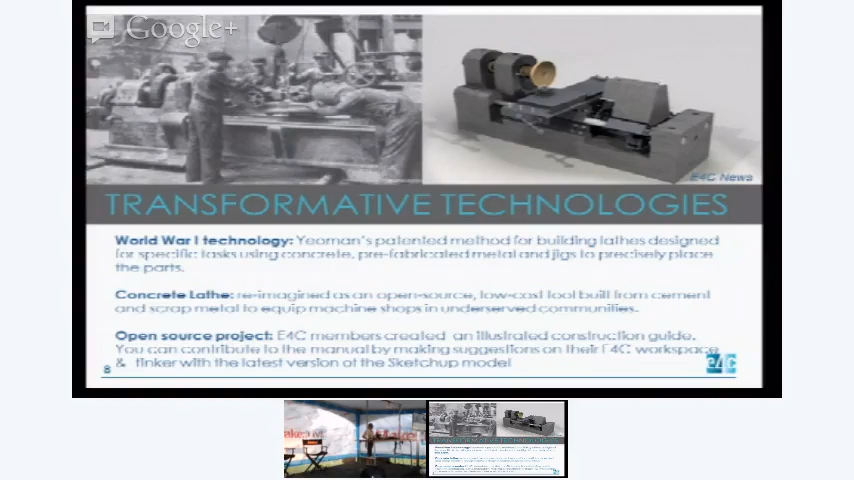 Google+
E4C News
TRANSFORMATIVE TECHNOLOGIES
World War I technology: Yeoman's patented method for building lathes designed
for specific tasks using concrete, pre-fabricated metal and jigs to precisely place
the parts.
Concrete Lathe: re-imagined as an open-source, low-cost tool built from cement
and scrap metal to equip machine shops in underserved communities.
Open source project: E4C members created an illustrated construction guide.
You can contribute to the manual by making suggestions on their E4C workspace
& tinker with the latest version of the Sketchup model
8
e4C
TRANSFORMATIVE TECHNOLOGIES